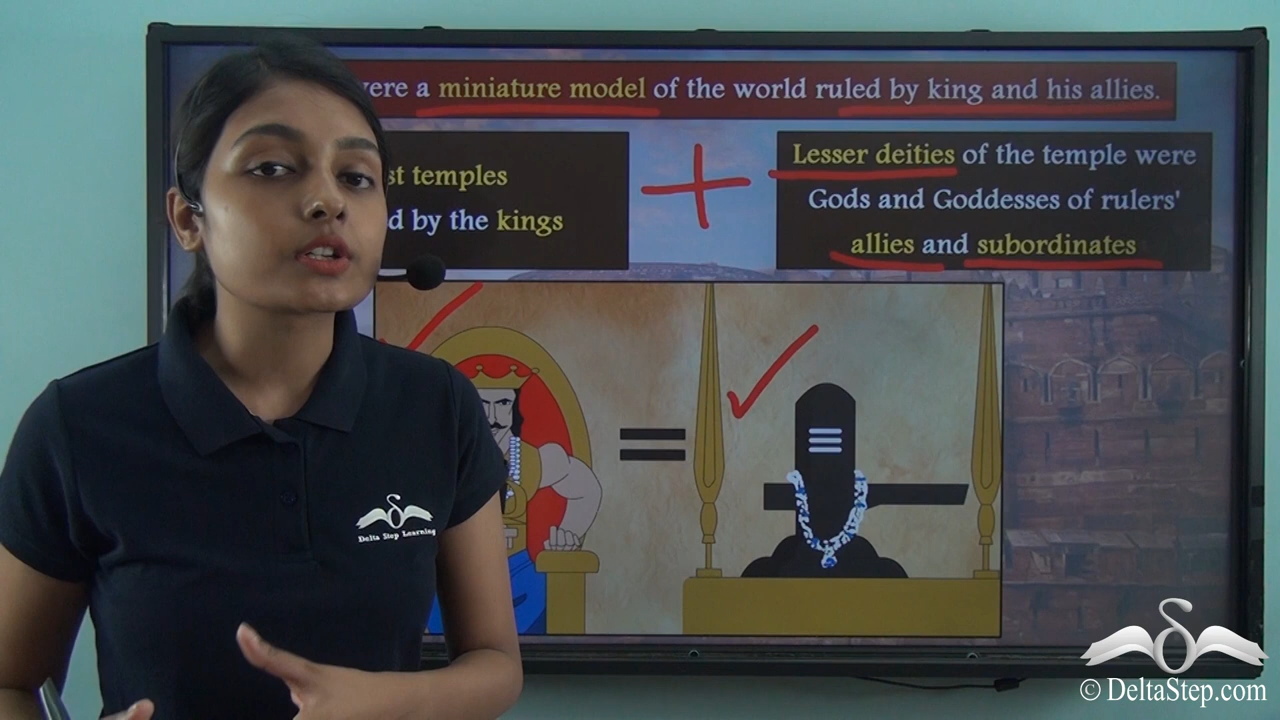 were a miniature model of the world ruled by king and his allies.
st temples
d by the kings
Lesser deities of the temple were
Gods and Goddesses of rulers'
allies and subordinates
Delta Step Learning
© DeltaStep.com